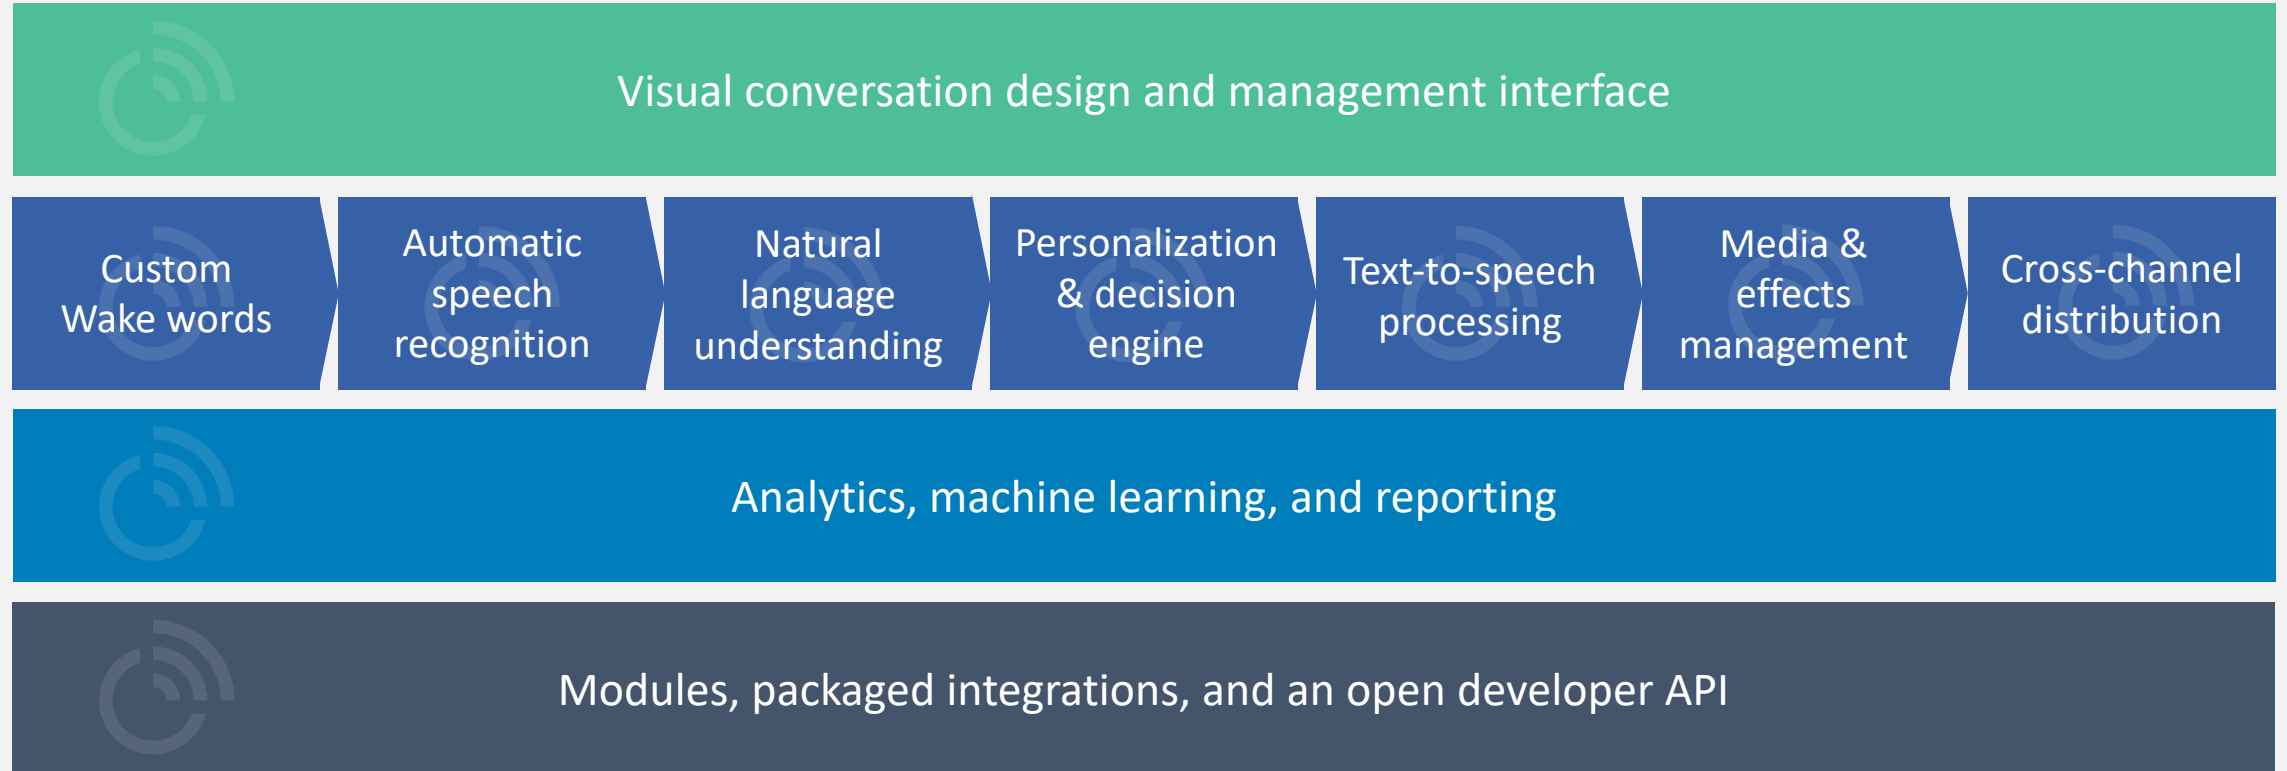 Visual conversation design and management interface
Custom
Wake words
Automatic
speech
recognition
Natural
language
understanding
Personalization
& decision
engine
Text-to-speech
processing
Media &
effects
management
Cross-channel
distribution
Analytics, machine learning, and reporting
Modules, packaged integrations, and an open developer API